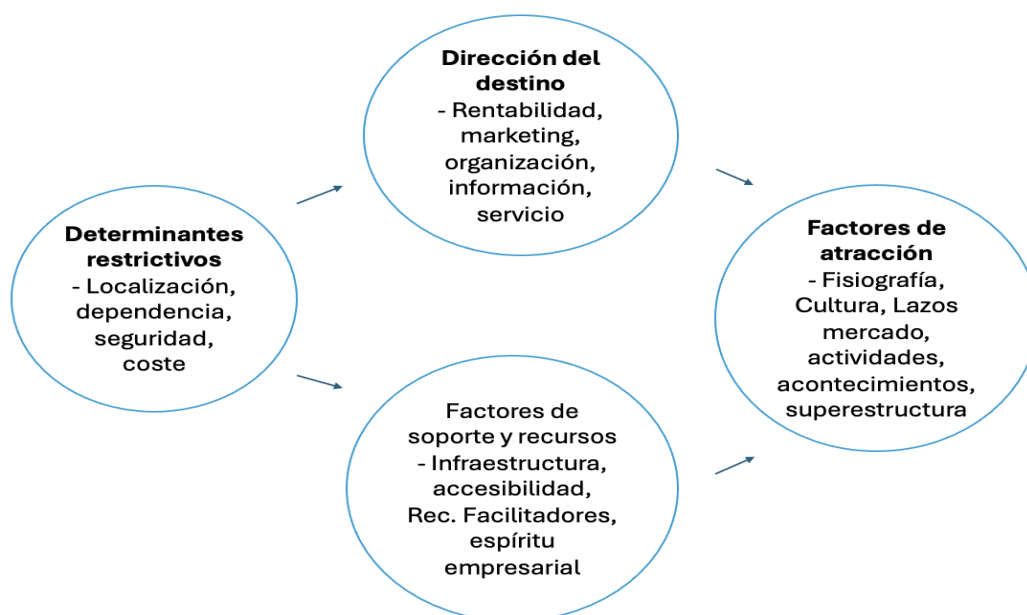 Dirección del
destino
- Rentabilidad,
marketing,
organización,
información,
servicio
Determinantes
restrictivos
- Localización,
dependencia,
seguridad,
coste
Factores de
atracción
- Fisiografía,
Cultura, Lazos
mercado,
actividades,
acontecimientos,
superestructura
Factores de
soporte y recursos
- Infraestructura,
accesibilidad,
Rec. Facilitadores,
espíritu
empresarial